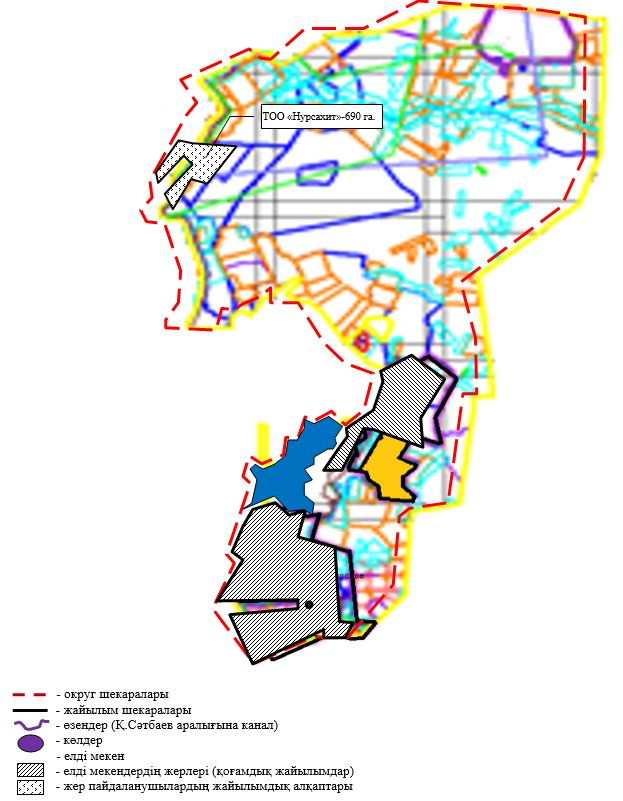 ТОО «Нурсахит»-690 га.
- округ шекаралары
- жайылым шекаралары
- өзендер (Қ.Сәтбаев аралығына канал)
- көлдер
- елді мекен
- елді мекендердің жерлері (қоғамдық жайылымдар)
- жер пайдаланушылардың жайылымдық алқаптары